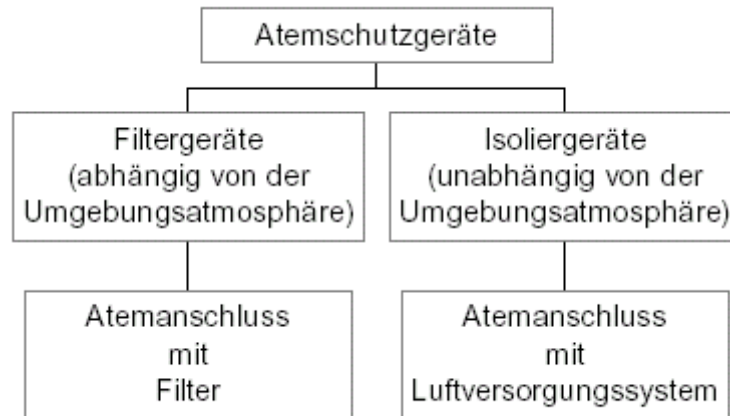 Atemschutzgeräte
Filtergeräte
(abhängig von der
Umgebungsatmosphäre)
Isoliergeräte
(unabhängig von der
Umgebungsatmosphäre)
Atemanschluss
mit
Filter
Atemanschluss
mit
Luftversorgungssystem